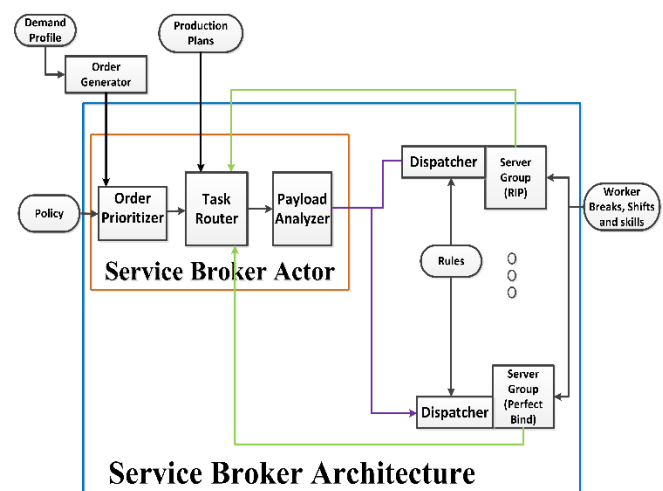 Demand
Profile
Order
Generator
Production
Plans
Policy
Order
Prioritizer
Task
Router
Payload
Analyzer
Service Broker Actor
Dispatcher
Server
Group
(RIP)
Worker
Breaks, Shifts
and skills
Rules
Dispatcher
Server
Group
(Perfect
Bind)
Service Broker Architecture